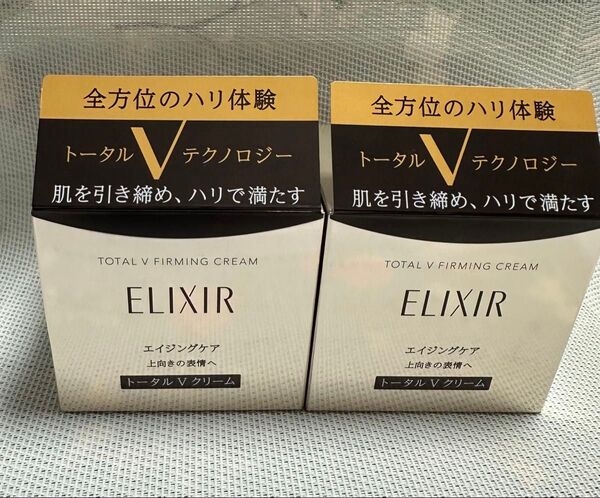 全方位のハリ体験
トータル V テクノロジー
肌を引き締め、ハリで満たす
TOTAL V FIRMING CREAM
ELIXIR
エイジングケア
上向きの表情へ
トータル V クリーム
全方位のハリ体験
トータル V テクノロジー
肌を引き締め、ハリで満たす
TOTAL V FIRMING CREAM
ELIXIR
エイジングケア
上向きの表情へ
トータル V クリーム